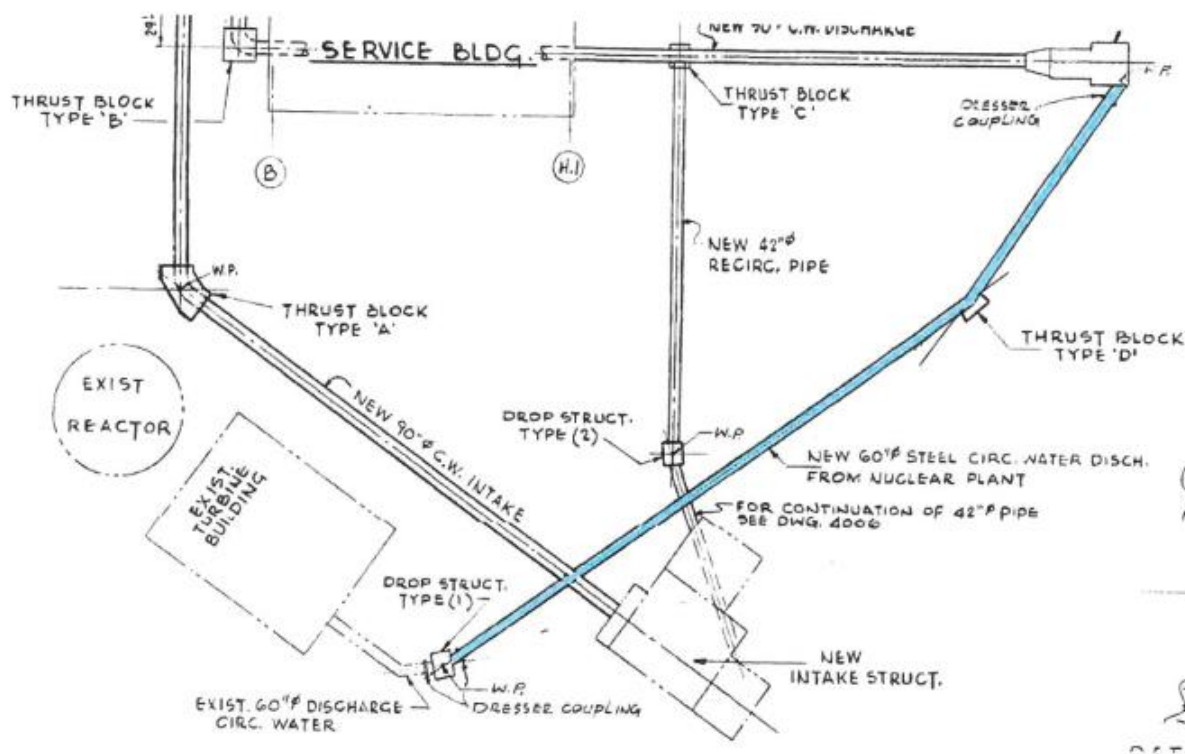 29'-
SERVICE BLDG.
NEW 90" C.W. DISCHARGE
THRUST BLOCK
TYPE 'B'
THRUST BLOCK
TYPE 'C'
DRESSER
COUPLING
W.P.
B
H.1
NEW 42"Ø
RECIRC. PIPE
W.P.
THRUST BLOCK
TYPE 'A'
THRUST BLOCK
TYPE 'D'
EXIST
REACTOR
NEW 90"Ø C.W. INTAKE
DROP STRUCT.
TYPE (2)
W.P.
NEW 60"Ø STEEL CIRC. WATER DISCH.
FROM NUCLEAR PLANT
EXIST.
TURBINE
BUILDING
FOR CONTINUATION OF 42"Ø PIPE
SEE DWG. 4006
DROP STRUCT.
TYPE (1)
NEW
INTAKE STRUCT.
W.P.
DRESSER COUPLING
EXIST. 60"Ø DISCHARGE
CIRC. WATER